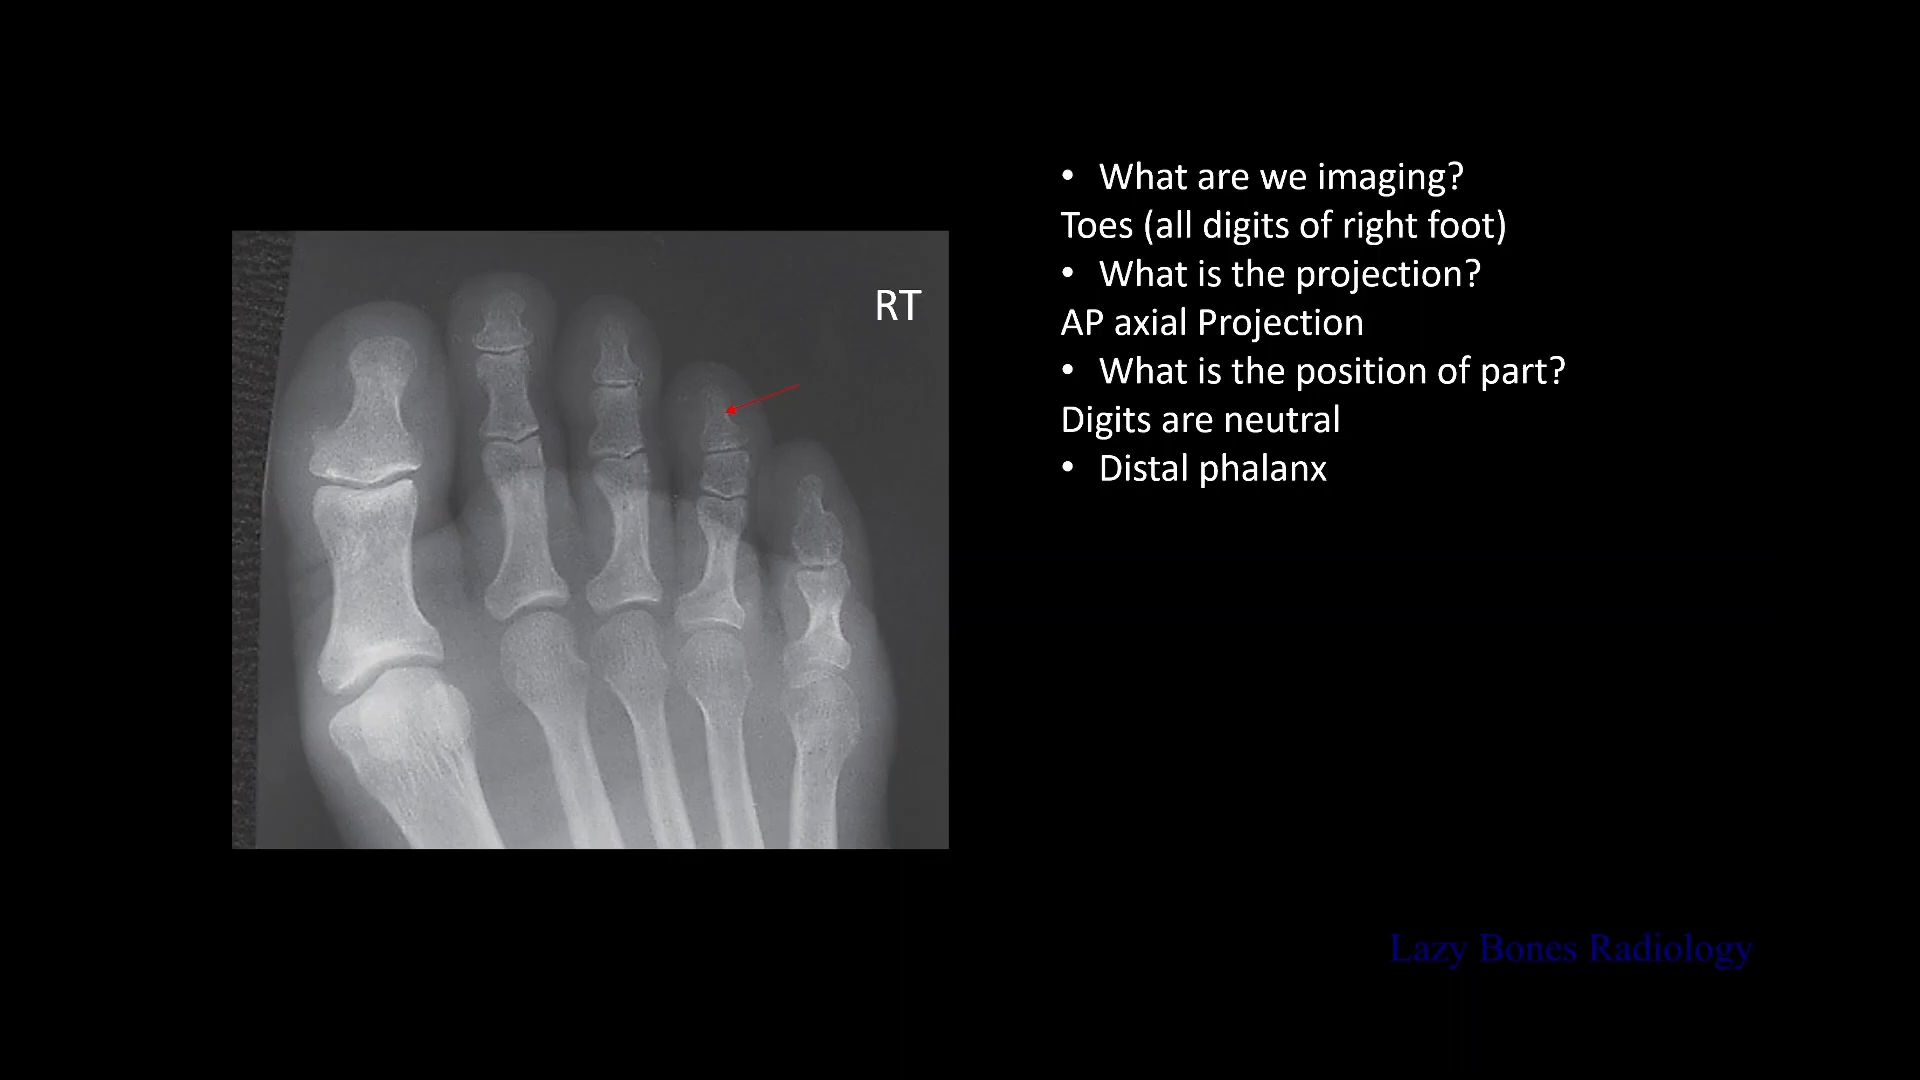 RT
• What are we imaging?
Toes (all digits of right foot)
• What is the projection?
AP axial Projection
• What is the position of part?
Digits are neutral
• Distal phalanx
Lazy Bones Radiology